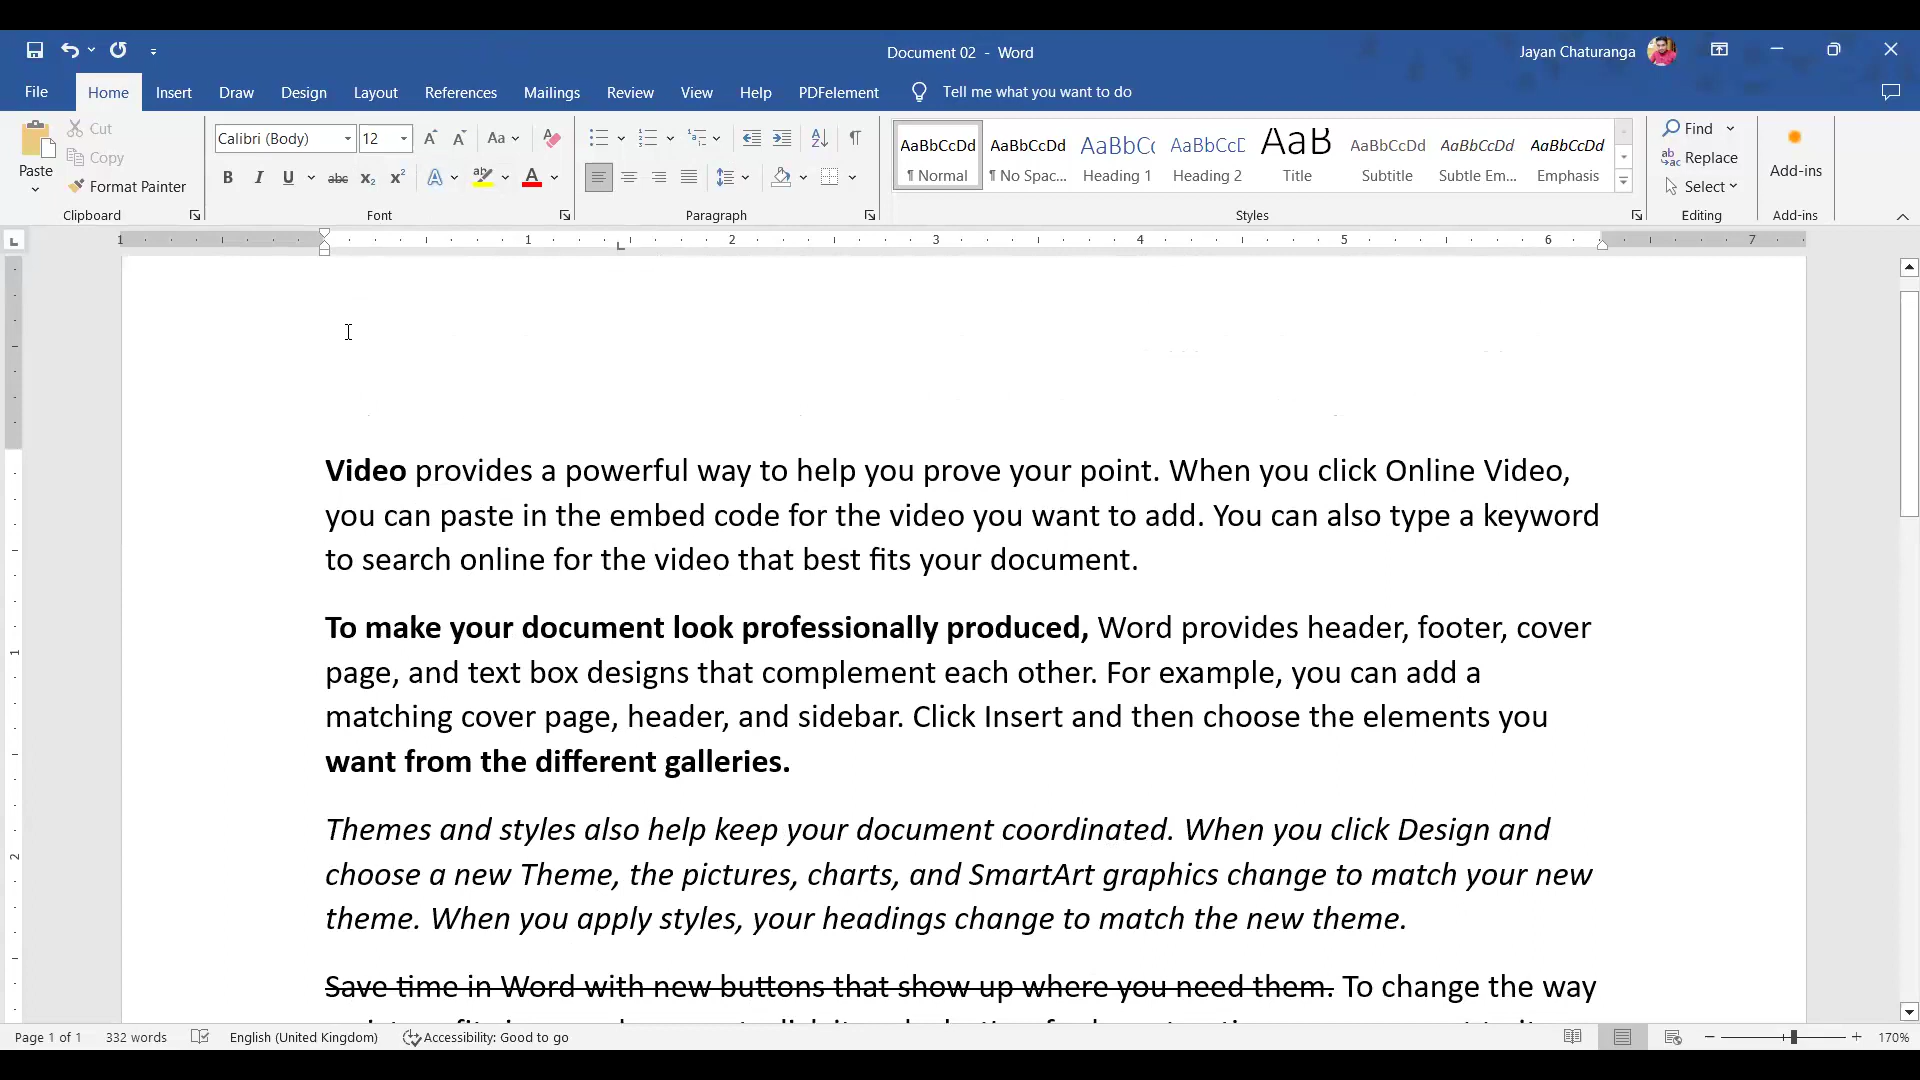 Document 02 - Word
Jayan Chaturanga
File Home Insert Draw Design Layout References Mailings Review View Help PDFelement Tell me what you want to do
Paste
Cut
Copy
Format Painter
Clipboard
Calibri (Body) 12
Font
Paragraph
AaBbCcDd AaBbCcDd AaBbCc AaBbCcD AaB AaBbCcDd AaBbCcDd AaBbCcDd
¶ Normal ¶ No Spac... Heading 1 Heading 2 Title Subtitle Subtle Em... Emphasis
Styles
Find
Replace
Select
Editing
Add-ins
Add-ins
1 1 2 3 4 5 6 7
Video provides a powerful way to help you prove your point. When you click Online Video,
you can paste in the embed code for the video you want to add. You can also type a keyword
to search online for the video that best fits your document.
To make your document look professionally produced, Word provides header, footer, cover
page, and text box designs that complement each other. For example, you can add a
matching cover page, header, and sidebar. Click Insert and then choose the elements you
want from the different galleries.
Themes and styles also help keep your document coordinated. When you click Design and
choose a new Theme, the pictures, charts, and SmartArt graphics change to match your new
theme. When you apply styles, your headings change to match the new theme.
Save time in Word with new buttons that show up where you need them. To change the way
Page 1 of 1 332 words English (United Kingdom) Accessibility: Good to go 170%